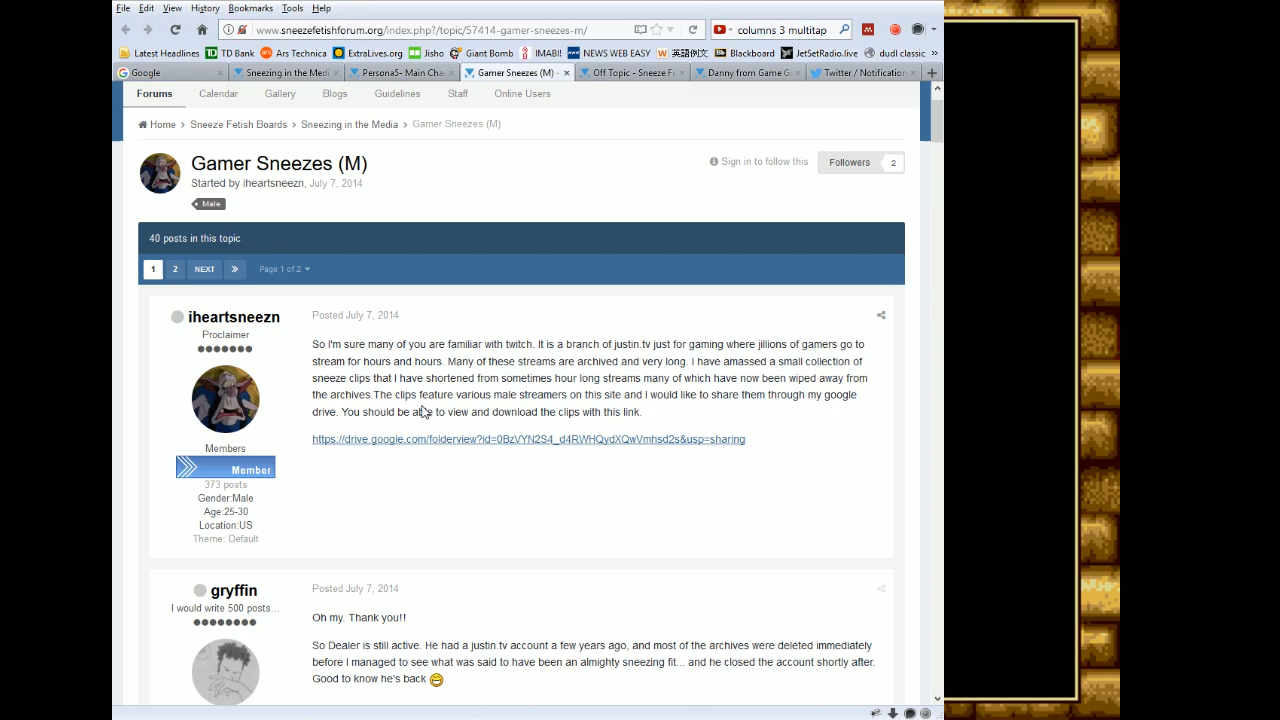 File Edit View History Bookmarks Tools Help
www.sneezefetishforum.org/index.php?/topic/57414-gamer-sneezes-m/
columns 3 multitap
Latest Headlines TD Bank Ars Technica ExtraLives.org Jisho Giant Bomb IMABI! NEWS WEB EASY 英語例文 Blackboard JetSetRadio.live dudl classic »
Google Sneezing in the Medi Persona5- Main Cha Gamer Sneezes (M) - Off Topic - Sneeze F Danny from Game G Twitter / Notification
Forums Calendar Gallery Blogs Guidelines Staff Online Users
Home > Sneeze Fetish Boards > Sneezing in the Media > Gamer Sneezes (M)
Gamer Sneezes (M)
Started by iheartsneezn, July 7, 2014
Male
Sign in to follow this
Followers 2
40 posts in this topic
1 2 NEXT » Page 1 of 2
iheartsneezn
Proclaimer
Members
Member
373 posts
Gender:Male
Age:25-30
Location:US
Theme: Default
Posted July 7, 2014
So I'm sure many of you are familiar with twitch. It is a branch of justin.tv just for gaming where jillions of gamers go to
stream for hours and hours. Many of these streams are archived and very long. I have amassed a small collection of
sneeze clips that I have shortened from sometimes hour long streams many of which have now been wiped away from
the archives.The clips feature various male streamers on this site and I would like to share them through my google
drive. You should be able to view and download the clips with this link.
https://drive.google.com/folderview?id=0BzVYN2S4_d4RWHQydXQwVmhsd2s&usp=sharing
gryffin
I would write 500 posts...
Posted July 7, 2014
Oh my. Thank you!!
So Dealer is still active. He had a justin.tv account a few years ago, and most of the archives were deleted immediately
before I managed to see what was said to have been an almighty sneezing fit... and he closed the account shortly after.
Good to know he's back